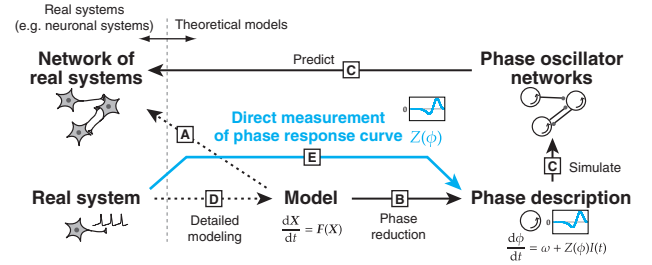 Real systems
(e.g. neuronal systems)
Theoretical models
Network of
real systems
Predict
C
Phase oscillator
networks
Direct measurement
of phase response curve Z(ϕ)
0
A
E
C Simulate
Real system
D
Detailed
modeling
Model
dX/dt = F(X)
B
Phase
reduction
Phase description
0
dϕ/dt = ω + Z(ϕ)I(t)